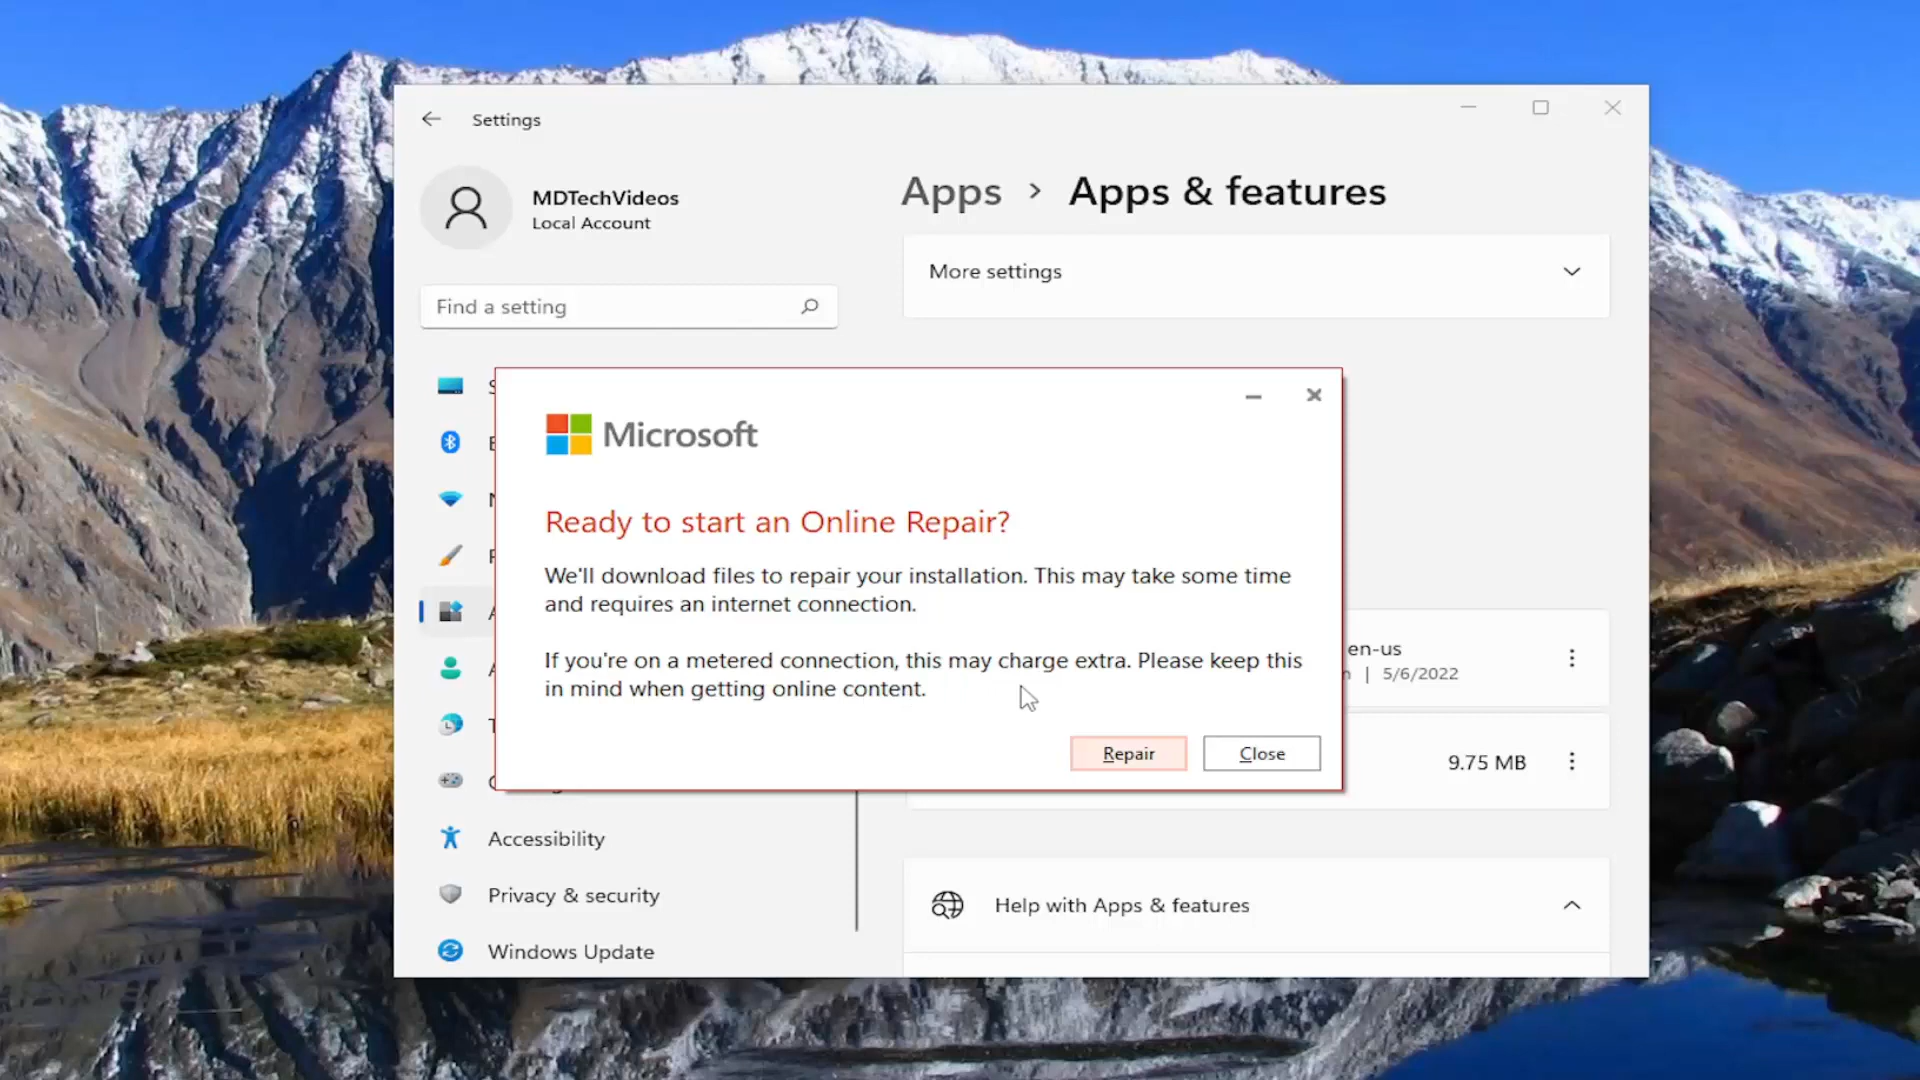 Settings
MDTechVideos
Local Account
Find a setting
Apps > Apps & features
More settings
Microsoft
Ready to start an Online Repair?
We'll download files to repair your installation. This may take some time
and requires an internet connection.
If you're on a metered connection, this may charge extra. Please keep this
in mind when getting online content.
Repair
Close
en-us
| 5/6/2022
9.75 MB
Accessibility
Privacy & security
Windows Update
Help with Apps & features